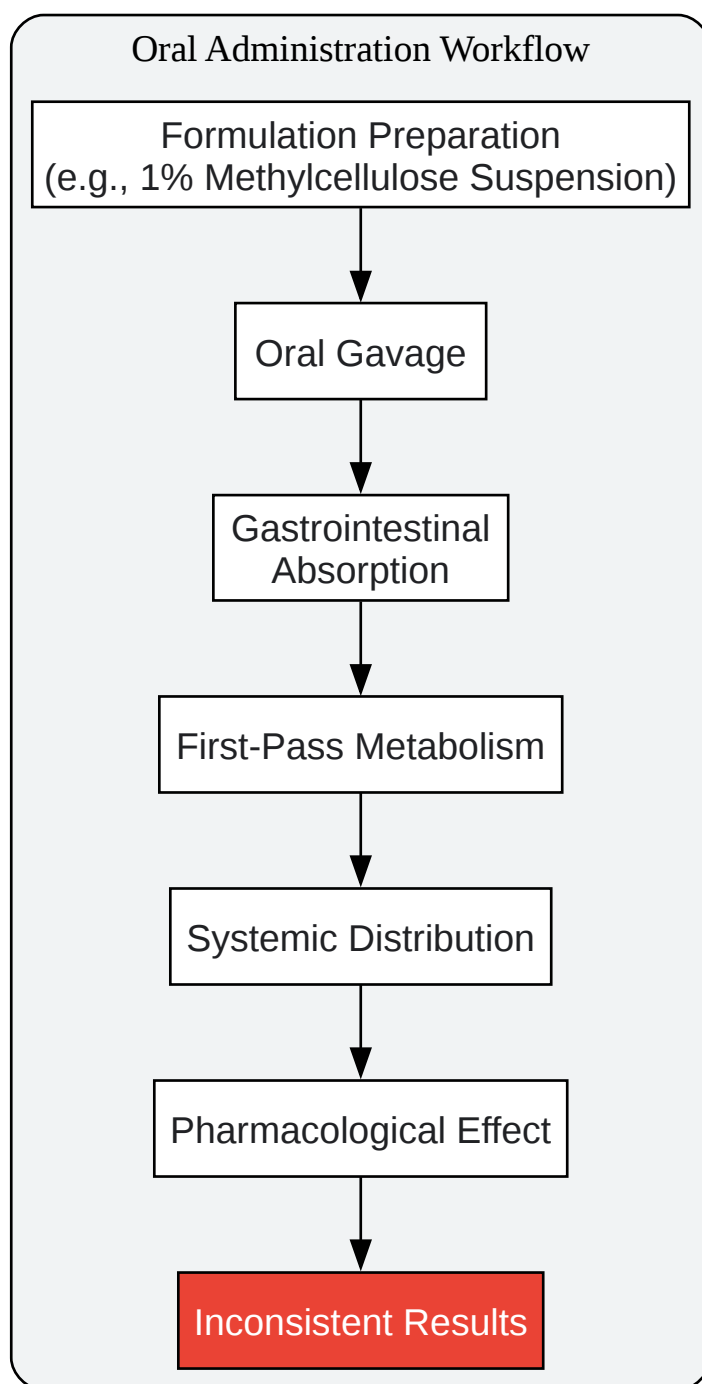 Oral Administration Workflow
Formulation Preparation
(e.g., 1% Methylcellulose Suspension)
Oral Gavage
Gastrointestinal
Absorption
First-Pass Metabolism
Systemic Distribution
Pharmacological Effect
Inconsistent Results